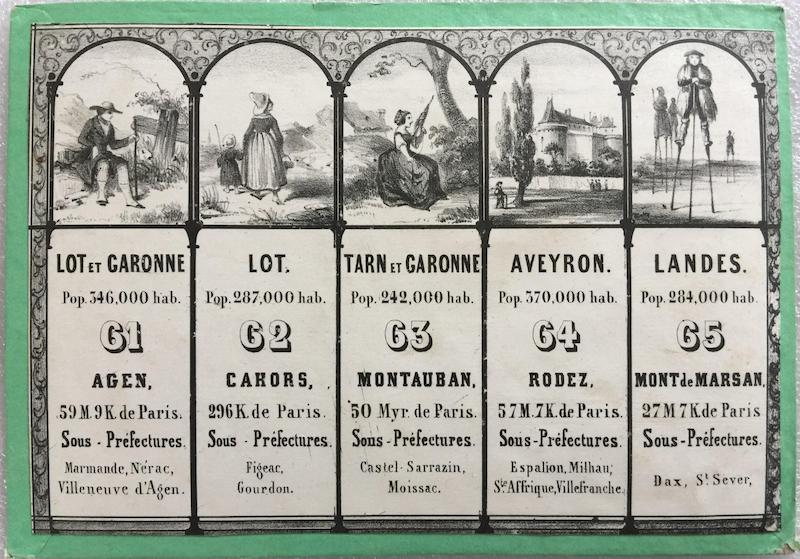 LOT ET GARONNE
Pop. 346,000 hab.
61
AGEN,
59 M. 9 K. de Paris.
Sous - Préfectures.
Marmande, Nérac,
Villeneuve d'Agen.
LOT.
Pop. 287,000 hab.
62
CAHORS,
296 K. de Paris.
Sous - Préfectures.
Figeac,
Gourdon.
TARN ET GARONNE
Pop. 242,000 hab.
63
MONTAUBAN,
50 Myr. de Paris.
Sous - Préfectures.
Castel-Sarrazin,
Moissac.
AVEYRON.
Pop. 370,000 hab.
64
RODEZ,
57 M. 7 K. de Paris.
Sous - Préfectures.
Espalion, Milhau,
Ste Affrique, Villefranche.
LANDES.
Pop. 284,000 hab.
65
MONT de MARSAN,
27 M 7 K. de Paris
Sous - Préfectures.
Dax, St Sever,